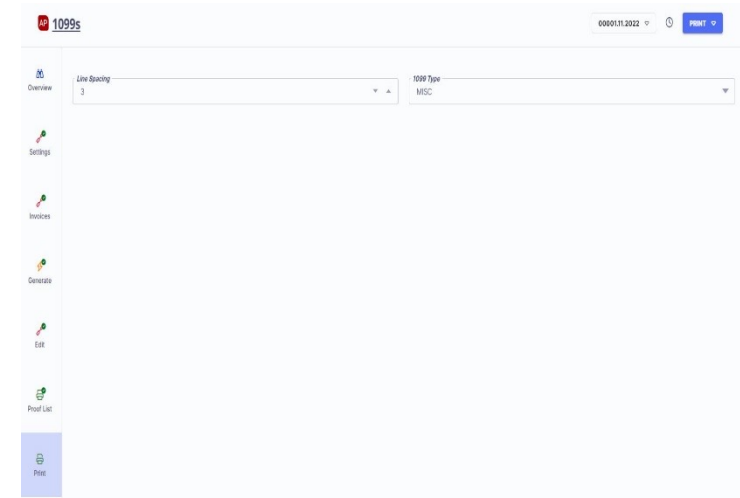 AP 1099s
00001.11.2022
PRINT
Overview
Line Spacing
3
1099 Type
MISC
Settings
Invoices
Generate
Edit
Proof List
Print